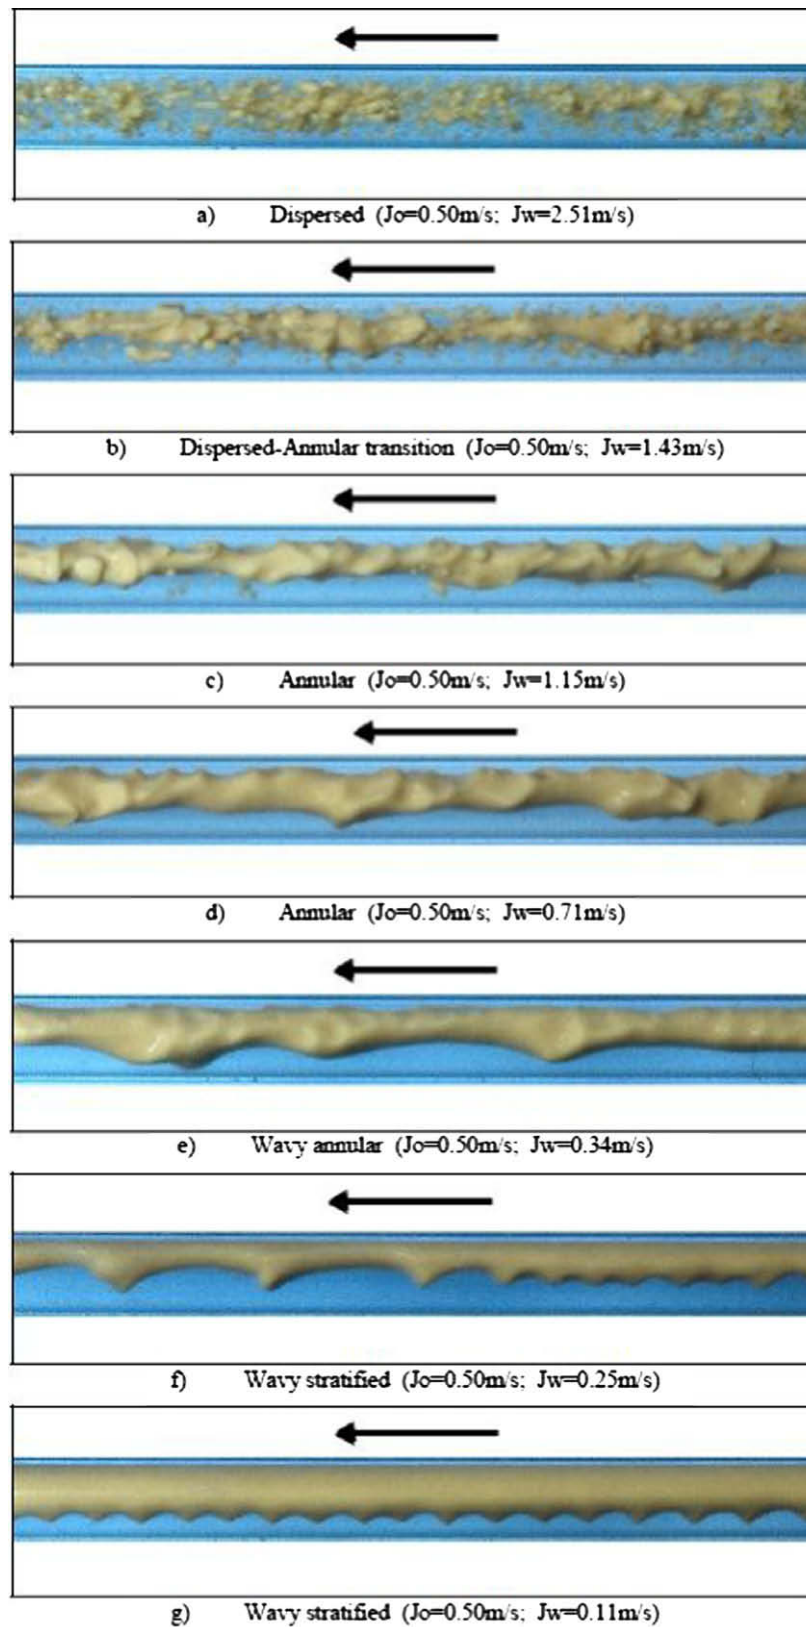 a) Dispersed (Jo=0.50m/s; Jw=2.51m/s)
b) Dispersed-Annular transition (Jo=0.50m/s; Jw=1.43m/s)
c) Annular (Jo=0.50m/s; Jw=1.15m/s)
d) Annular (Jo=0.50m/s; Jw=0.71m/s)
e) Wavy annular (Jo=0.50m/s; Jw=0.34m/s)
f) Wavy stratified (Jo=0.50m/s; Jw=0.25m/s)
g) Wavy stratified (Jo=0.50m/s; Jw=0.11m/s)